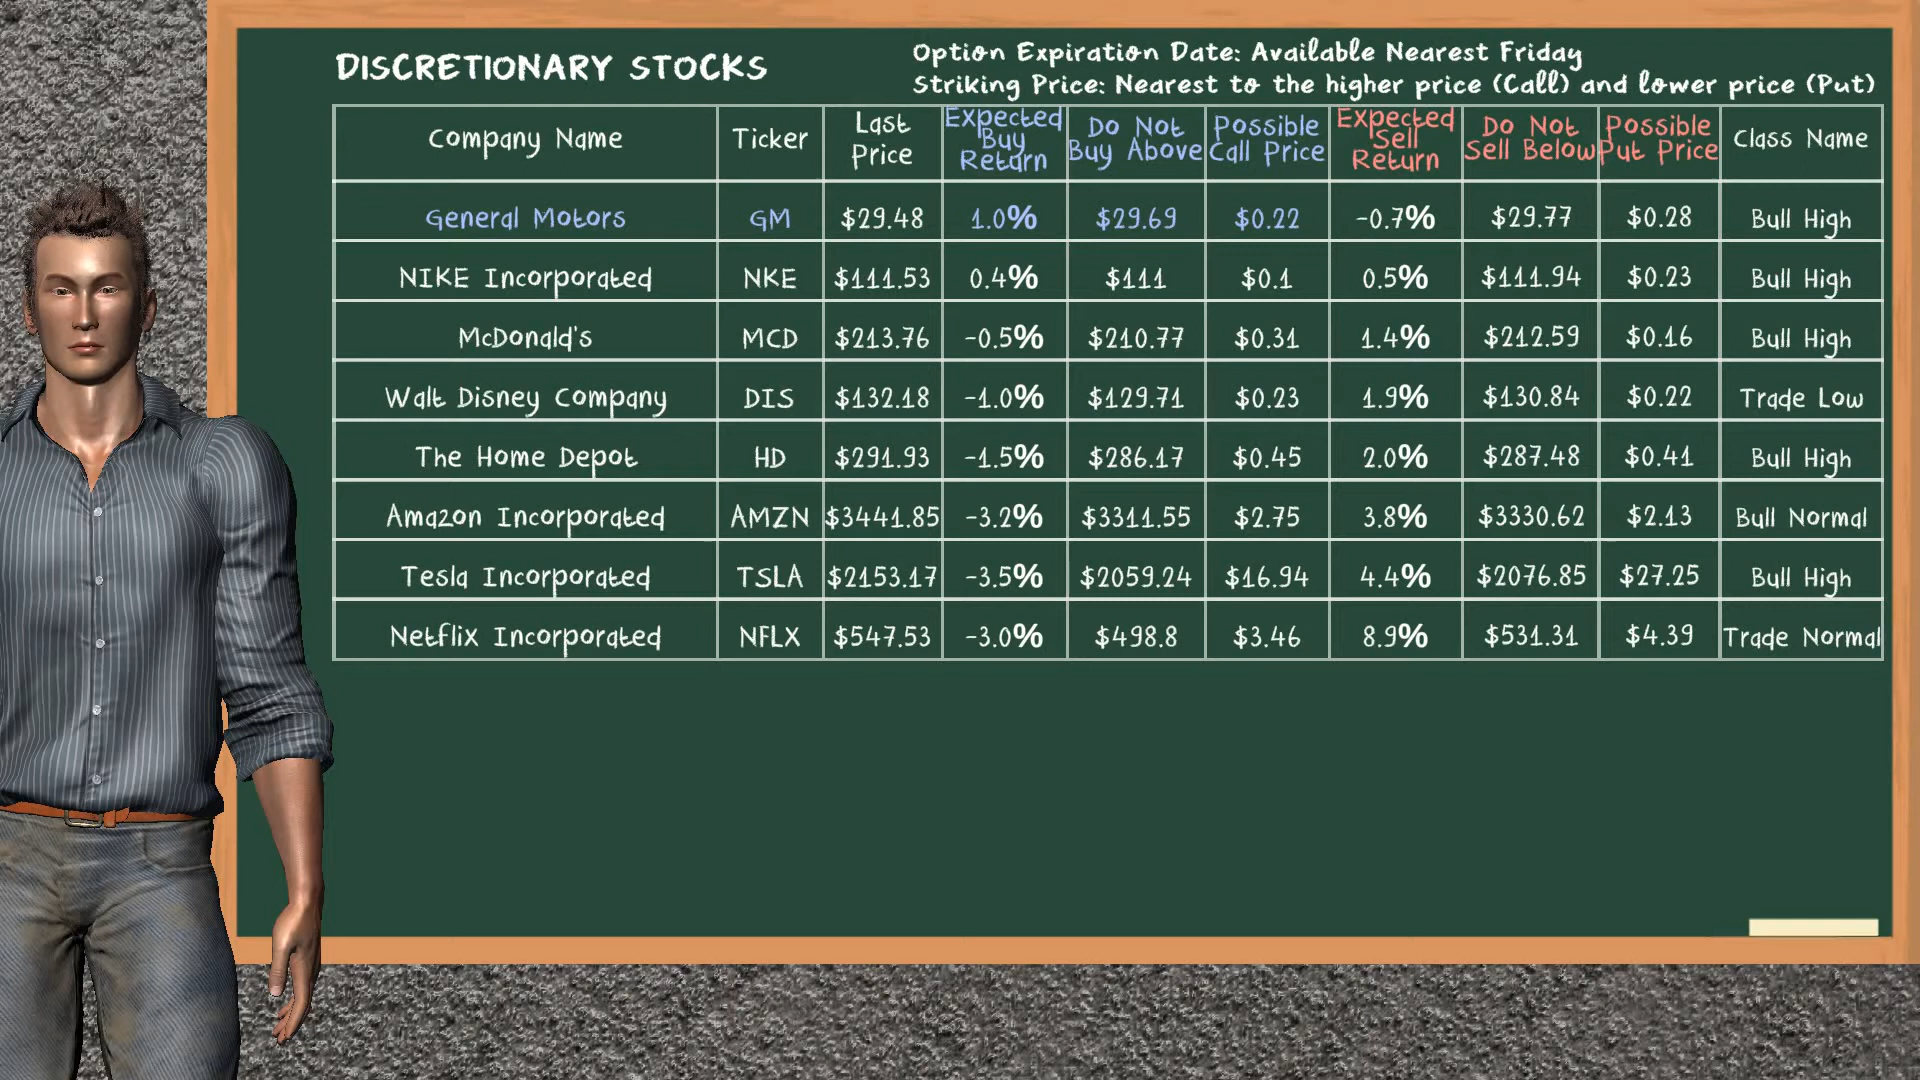 DISCRETIONARY STOCKS
Option Expiration Date: Available Nearest Friday
Striking Price: Nearest to the higher price (Call) and lower price (Put)
Company Name Ticker Last Price Expected Buy Return Do Not Buy Above Possible Call Price Expected Sell Return Do Not Sell Below Possible Put Price Class Name
General Motors GM $29.48 1.0% $29.69 $0.22 -0.7% $29.77 $0.28 Bull High
NIKE Incorporated NKE $111.53 0.4% $111 $0.1 0.5% $111.94 $0.23 Bull High
McDonald's MCD $213.76 -0.5% $210.77 $0.31 1.4% $212.59 $0.16 Bull High
Walt Disney Company DIS $132.18 -1.0% $129.71 $0.23 1.9% $130.84 $0.22 Trade Low
The Home Depot HD $291.93 -1.5% $286.17 $0.45 2.0% $287.48 $0.41 Bull High
Amazon Incorporated AMZN $3441.85 -3.2% $3311.55 $2.75 3.8% $3330.62 $2.13 Bull Normal
Tesla Incorporated TSLA $2153.17 -3.5% $2059.24 $16.94 4.4% $2076.85 $27.25 Bull High
Netflix Incorporated NFLX $547.53 -3.0% $498.8 $3.46 8.9% $531.31 $4.39 Trade Normal